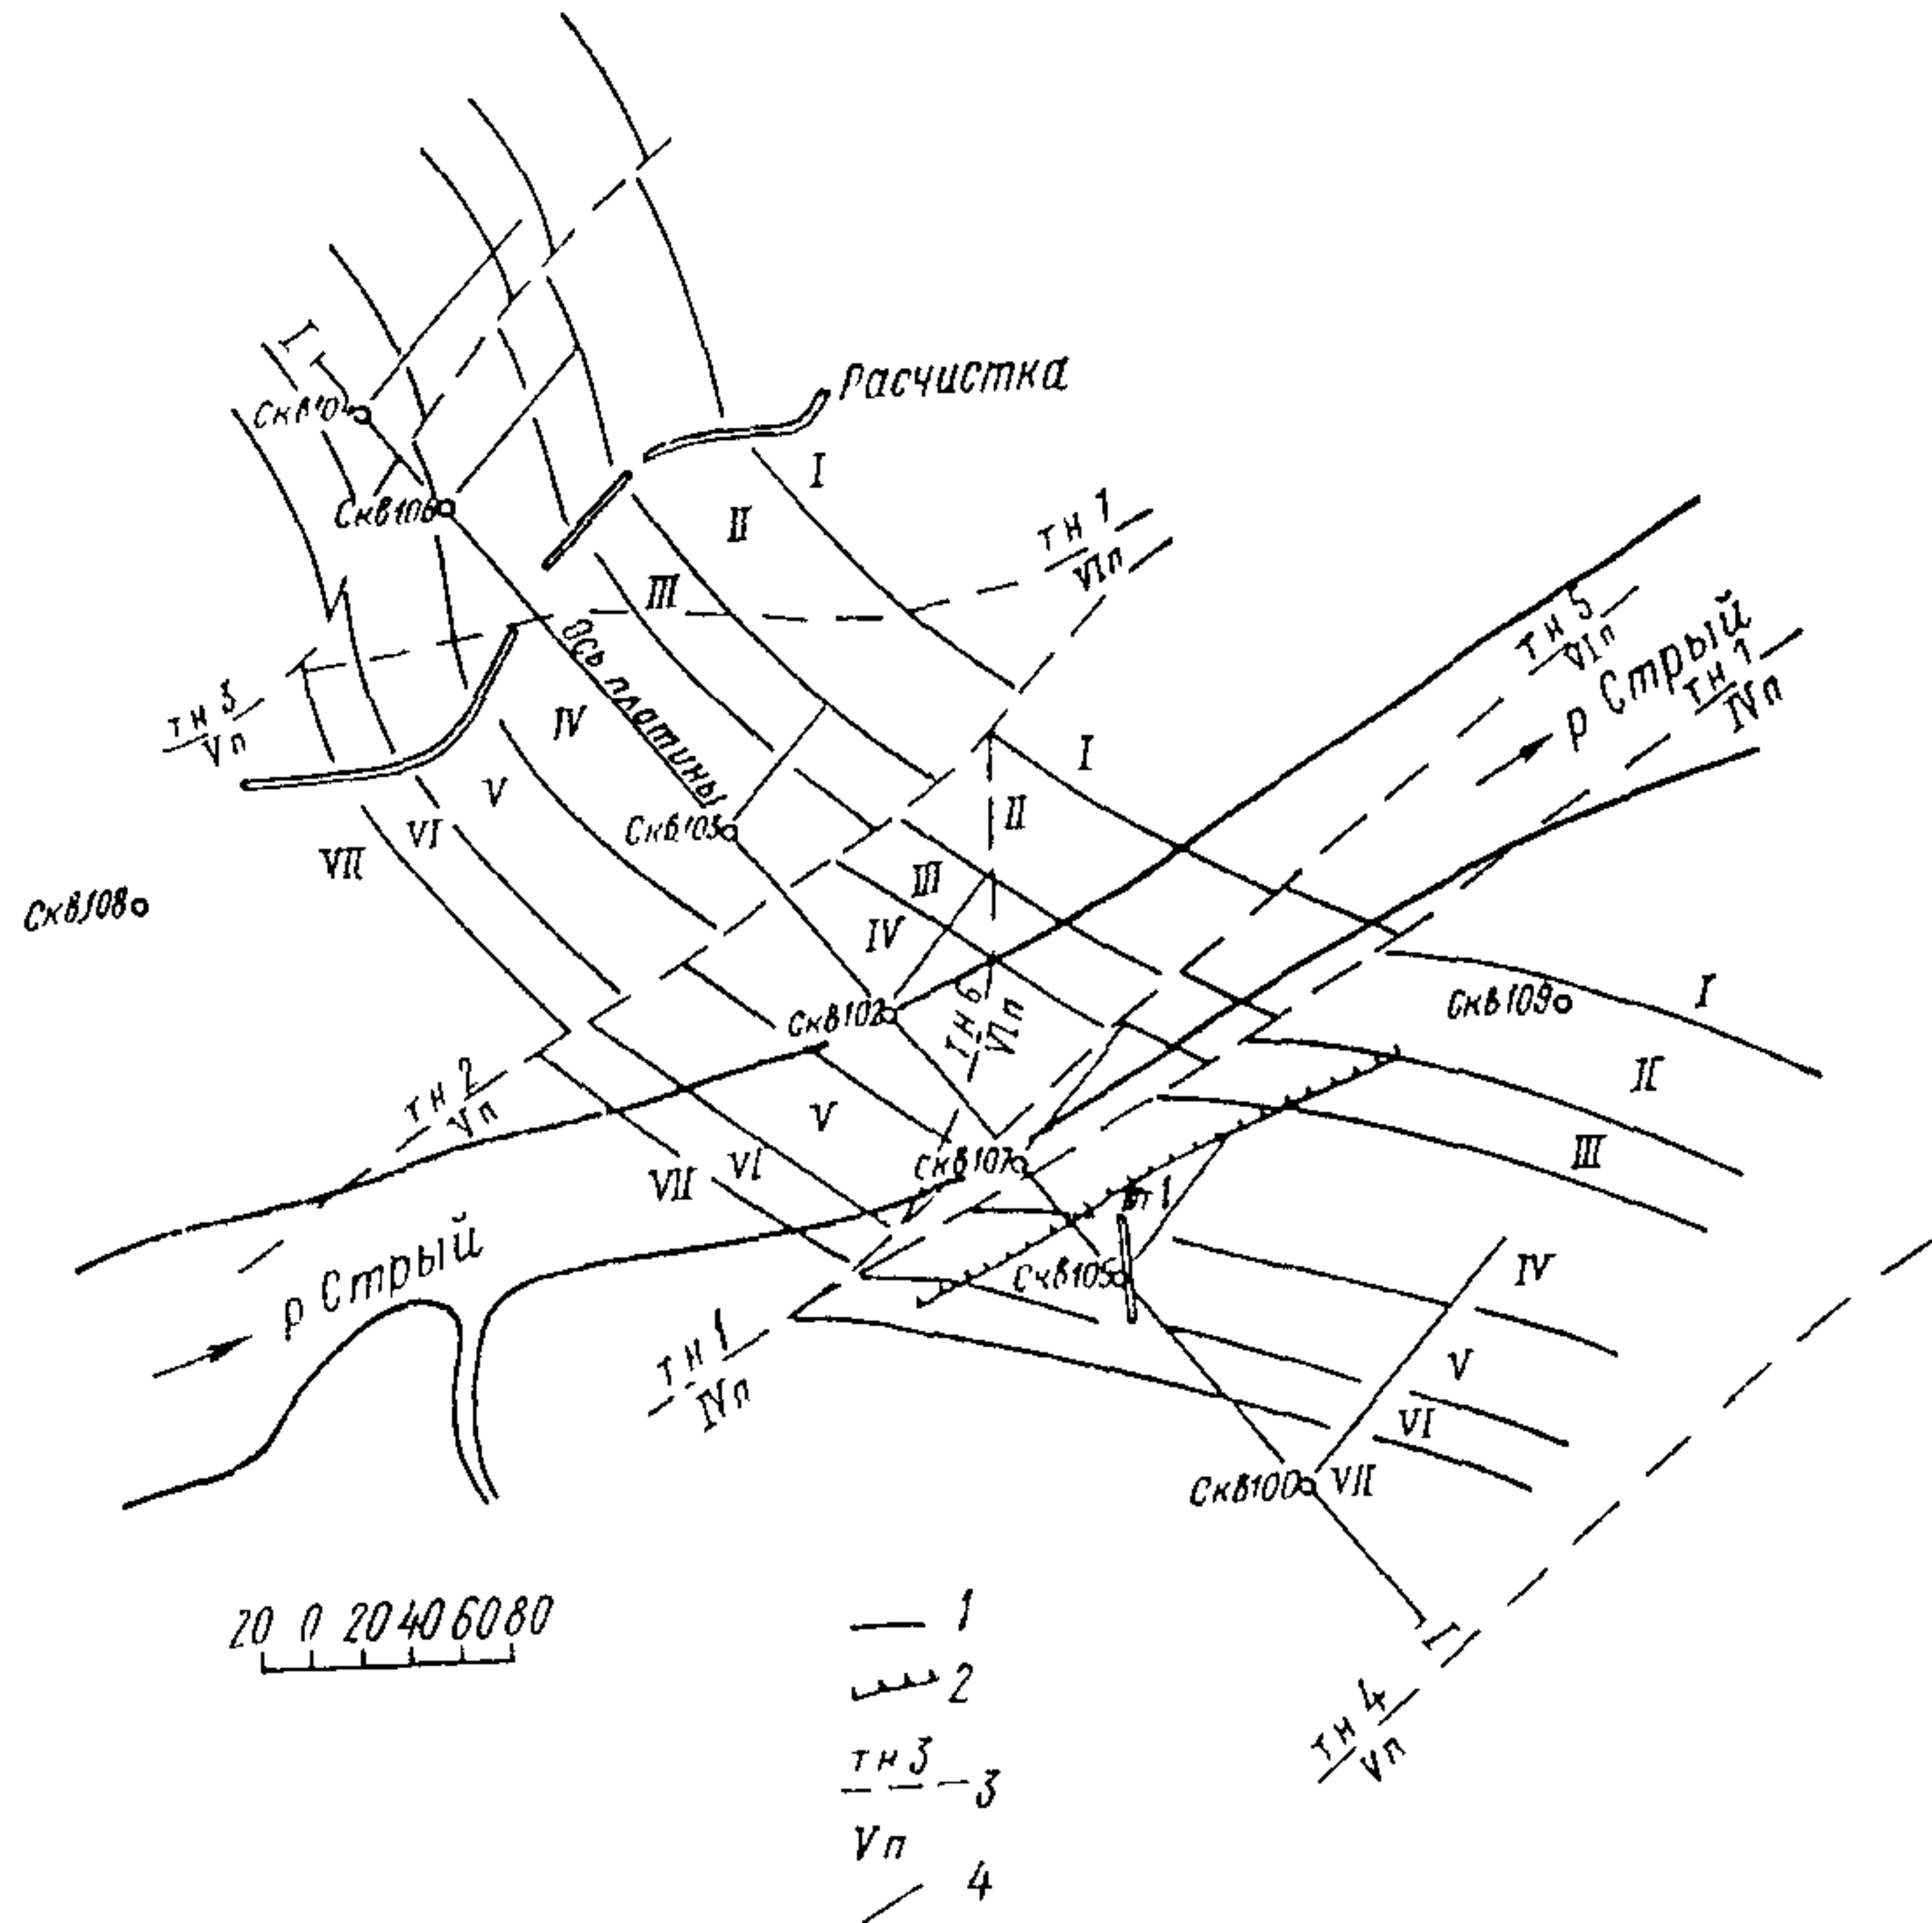 Расчистка
I
II
III
IV
V
VI
VII
Скв106
Ось плотины
ТН 1
VIп
ТН 3
Vп
ТН 5
VIп
р Стрый
ТН 1
IVп
Скв103
I
II
III
IV
Скв108
Скв102
ТН 6
VIп
Скв109
I
II
III
ТН 2
Vп
V
VI
VII
Скв107
Скв105
р Стрый
IV
V
VI
VII
ТН 1
IVп
Скв100
I
20 0 20 40 60 80
1
2
ТН 3
3
Vп
4
ТН 4
Vп